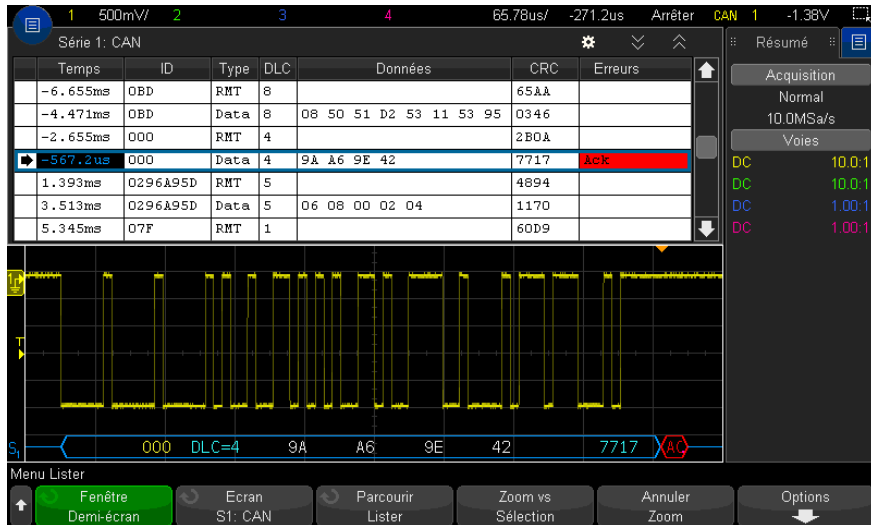 1 500mV/ 2 3 4 65.78us/ -271.2us Arrêter CAN 1 -1.38V
Série 1: CAN
Résumé
Temps ID Type DLC Données CRC Erreurs
-6.655ms 0BD RMT 8 65AA
-4.471ms 0BD Data 8 08 50 51 D2 53 11 53 95 0346
-2.655ms 000 RMT 4 2B0A
-567.2us 000 Data 4 9A A6 9E 42 7717 Ack
1.393ms 0296A95D RMT 5 4894
3.513ms 0296A95D Data 5 06 08 00 02 04 1170
5.345ms 07F RMT 1 60D9
Acquisition
Normal
10.0MSa/s
Voies
DC 10.0:1
DC 10.0:1
DC 1.00:1
DC 1.00:1
1
T
S1 000 DLC=4 9A A6 9E 42 7717 AC
Menu Lister
Fenêtre
Demi-écran
Ecran
S1: CAN
Parcourir
Lister
Zoom vs
Sélection
Annuler
Zoom
Options